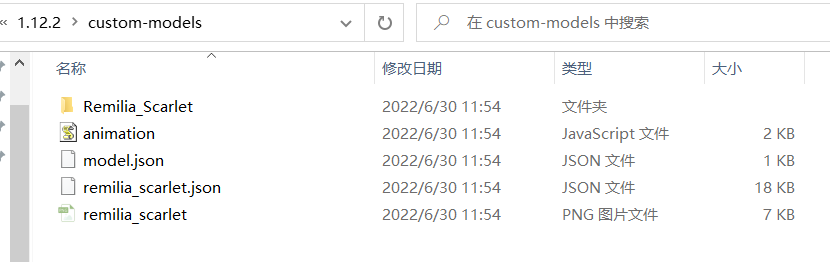 « 1.12.2 › custom-models
在 custom-models 中搜索
名称 修改日期 类型 大小
Remilia_Scarlet 2022/6/30 11:54 文件夹
animation 2022/6/30 11:54 JavaScript 文件 2 KB
model.json 2022/6/30 11:54 JSON 文件 1 KB
remilia_scarlet.json 2022/6/30 11:54 JSON 文件 18 KB
remilia_scarlet 2022/6/30 11:54 PNG 图片文件 7 KB